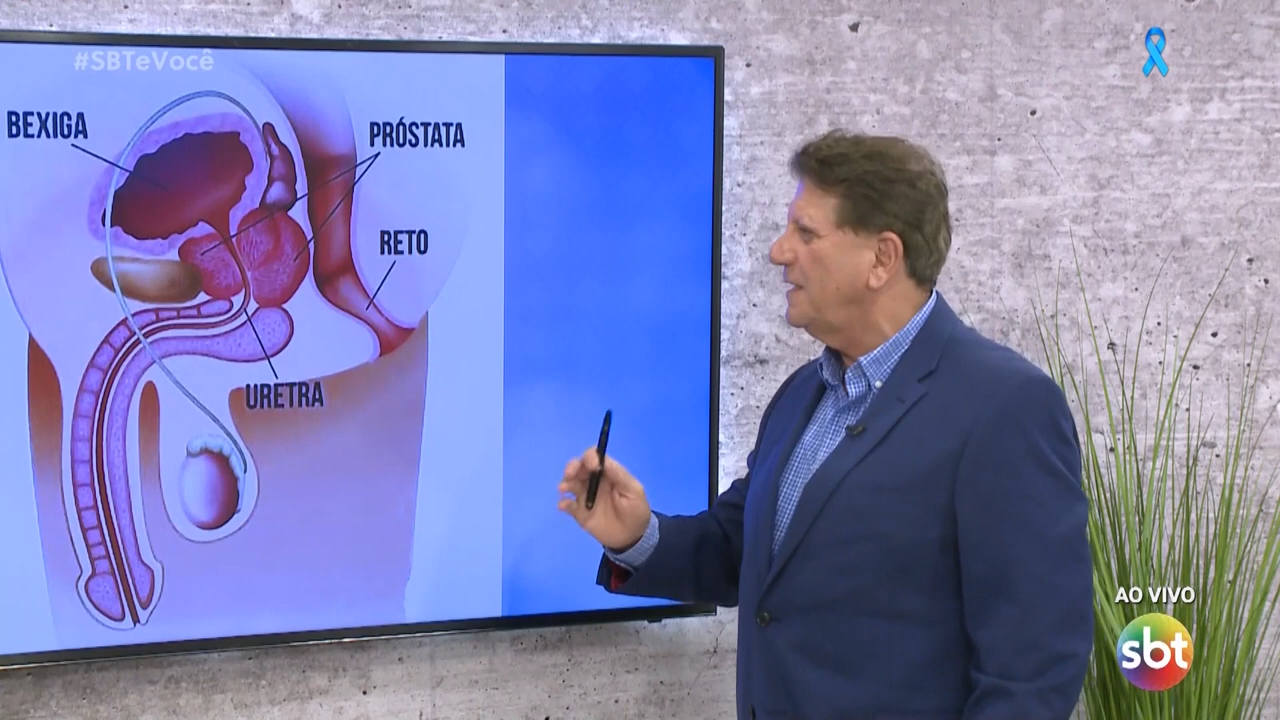 #SBTeVocê
BEXIGA
PRÓSTATA
RETO
URETRA
AO VIVO
sbt